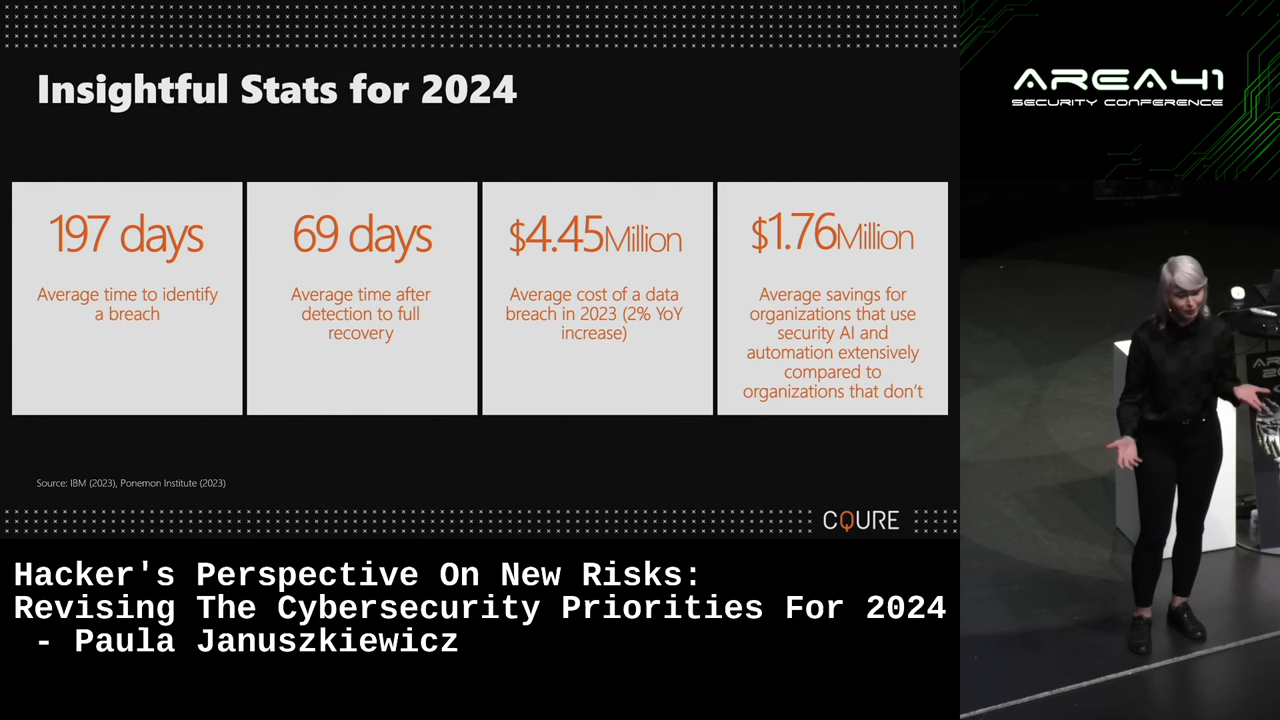 Insightful Stats for 2024
197 days
Average time to identify
a breach
69 days
Average time after
detection to full
recovery
$4.45Million
Average cost of a data
breach in 2023 (2% YoY
increase)
$1.76Million
Average savings for
organizations that use
security AI and
automation extensively
compared to
organizations that don't
Source: IBM (2023), Ponemon Institute (2023)
CQURE
Hacker's Perspective On New Risks:
Revising The Cybersecurity Priorities For 2024
- Paula Januszkiewicz
AREA41
SECURITY CONFERENCE